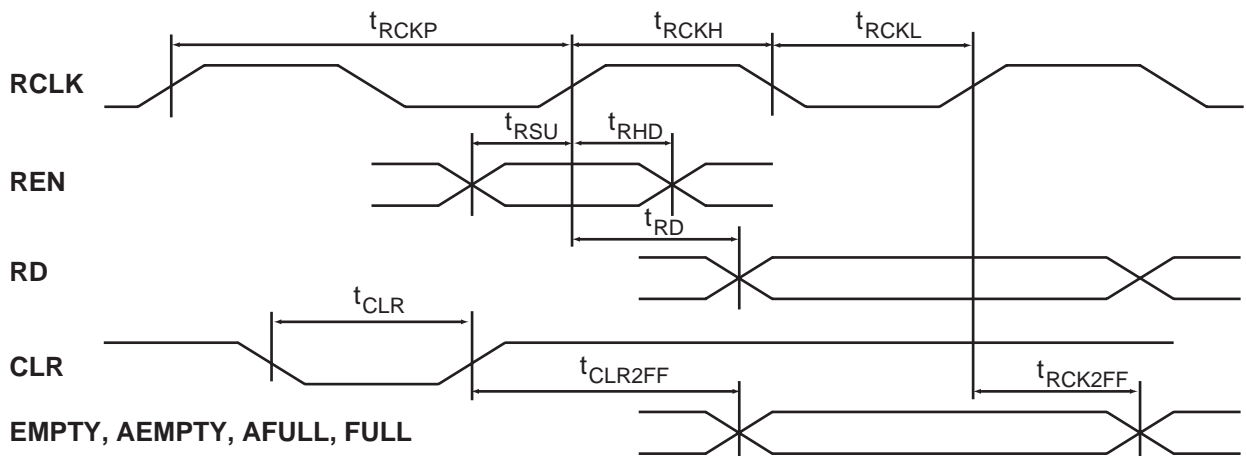 tRCKP tRCKH tRCKL
RCLK
tRSU tRHD
REN
tRD
RD
tCLR
CLR
tCLR2FF tRCK2FF
EMPTY, AEMPTY, AFULL, FULL